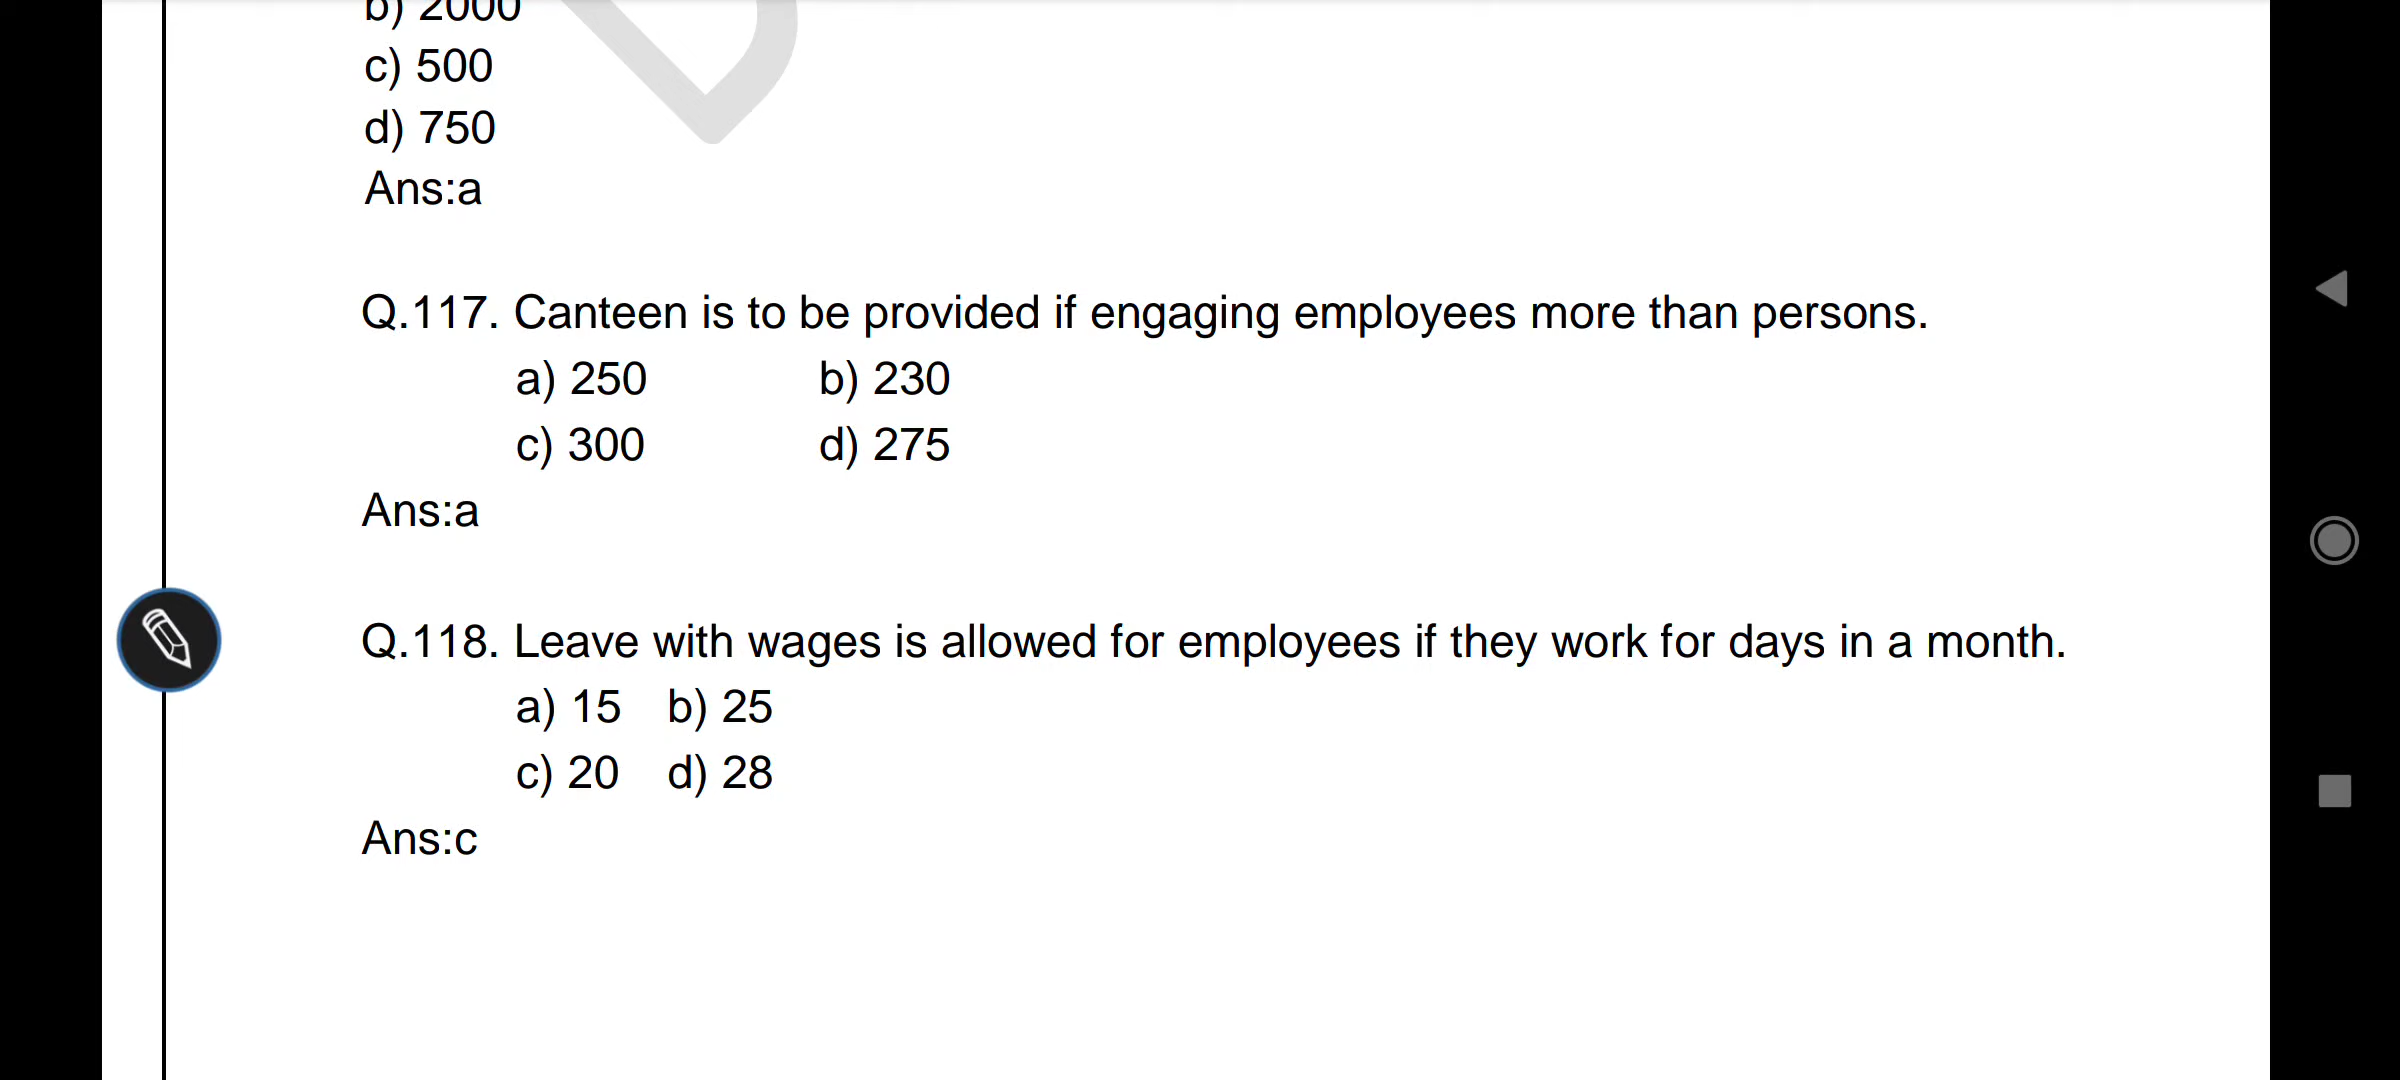 b) 2000
c) 500
d) 750
Ans:a
Q.117. Canteen is to be provided if engaging employees more than persons.
a) 250 b) 230
c) 300 d) 275
Ans:a
Q.118. Leave with wages is allowed for employees if they work for days in a month.
a) 15 b) 25
c) 20 d) 28
Ans:c